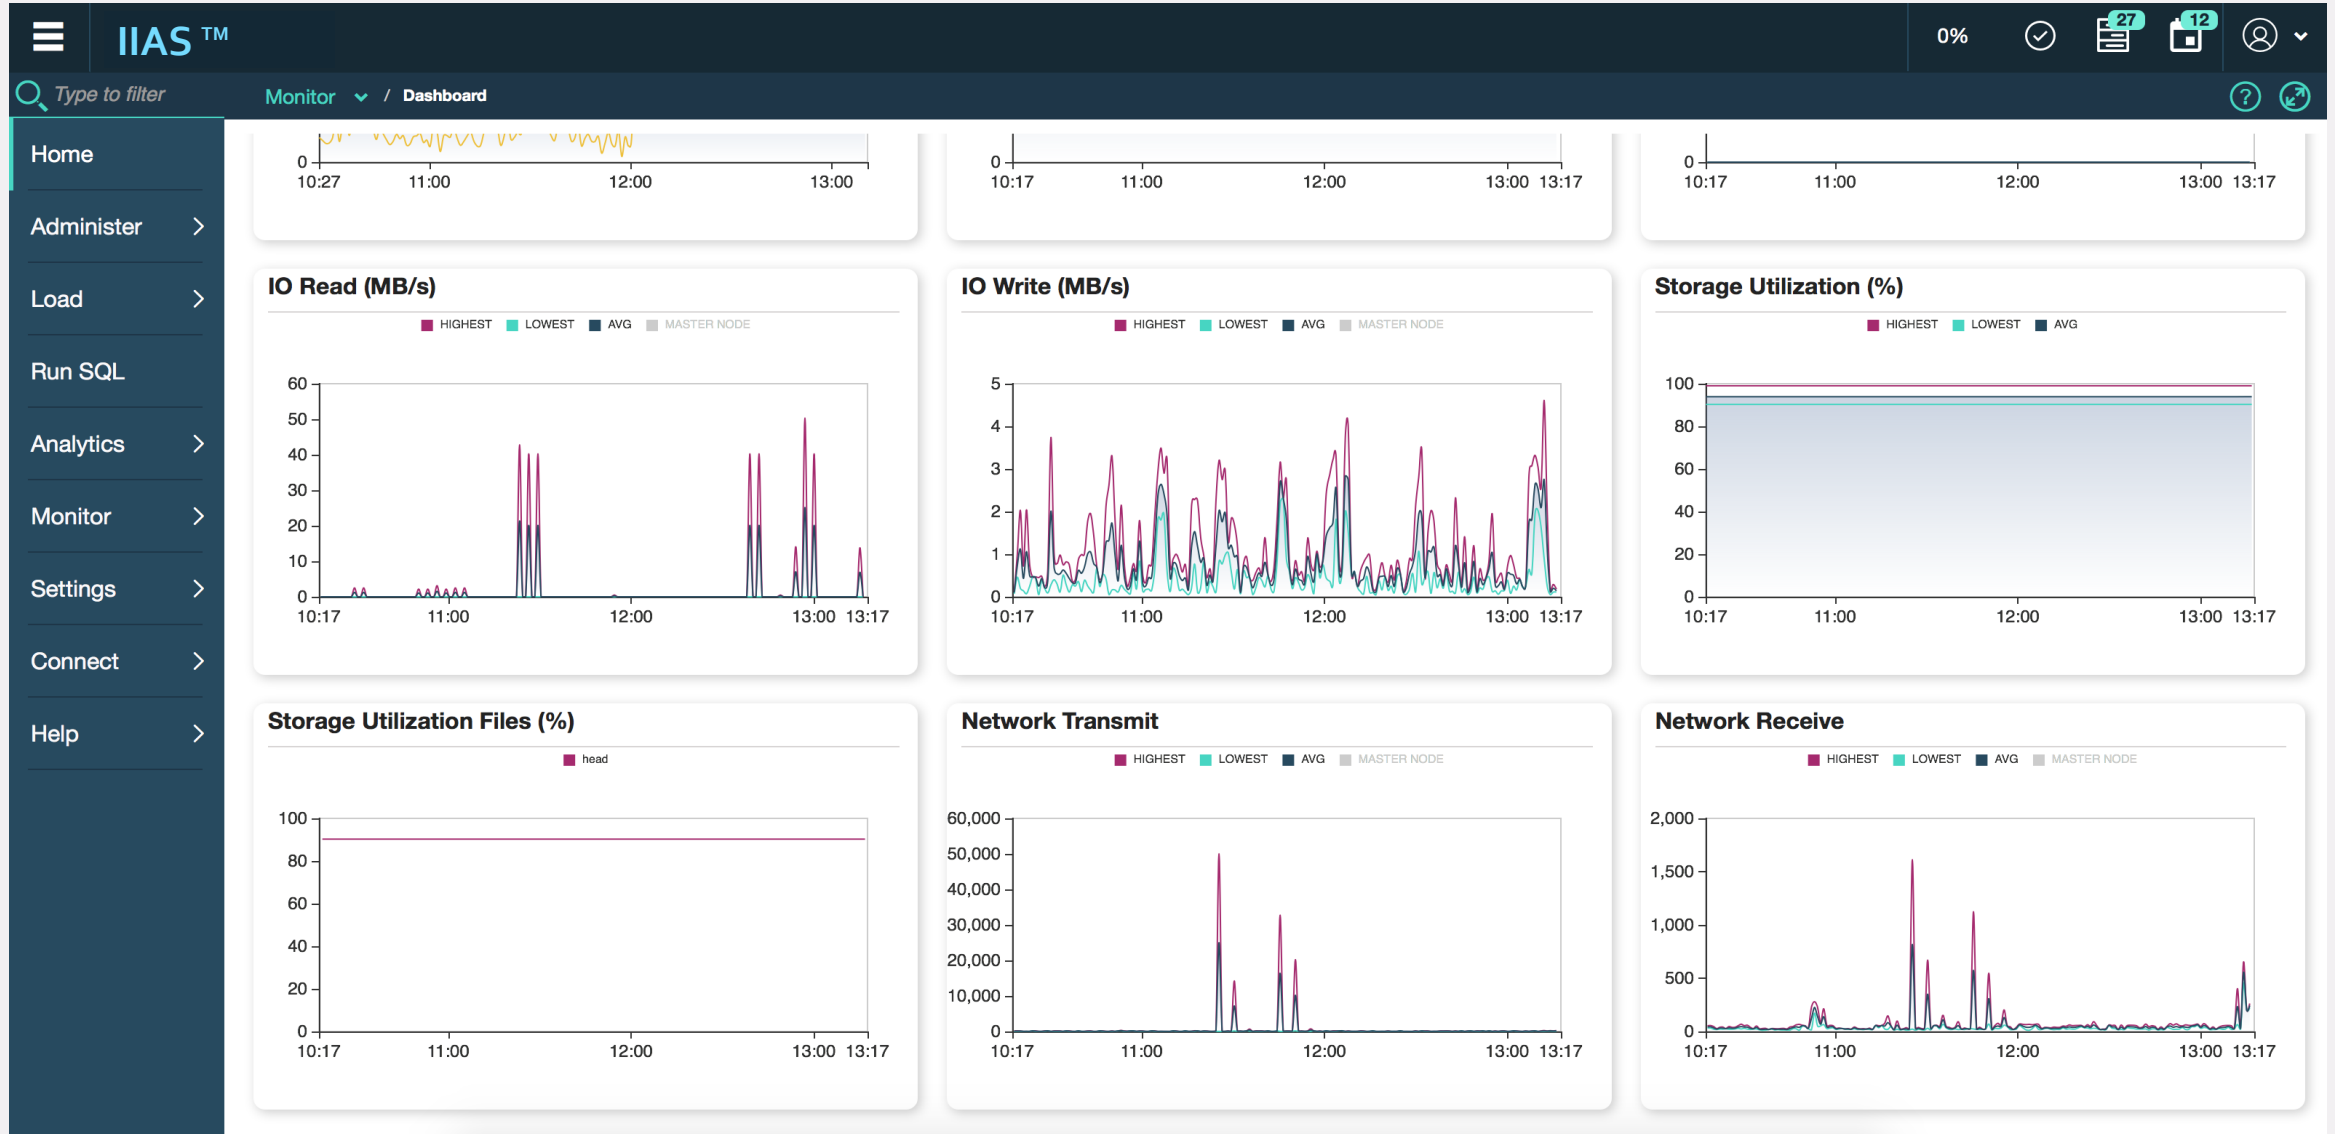 IIAS ™
0%
27
12
Type to filter
Monitor / Dashboard
Home
Administer
Load
Run SQL
Analytics
Monitor
Settings
Connect
Help
0
10:27 11:00 12:00 13:00
0
10:17 11:00 12:00 13:00 13:17
0
10:17 11:00 12:00 13:00 13:17
IO Read (MB/s)
HIGHEST LOWEST AVG MASTER NODE
60
50
40
30
20
10
0
10:17 11:00 12:00 13:00 13:17
IO Write (MB/s)
HIGHEST LOWEST AVG MASTER NODE
5
4
3
2
1
0
10:17 11:00 12:00 13:00 13:17
Storage Utilization (%)
HIGHEST LOWEST AVG
100
80
60
40
20
0
10:17 11:00 12:00 13:00 13:17
Storage Utilization Files (%)
head
100
80
60
40
20
0
10:17 11:00 12:00 13:00 13:17
Network Transmit
HIGHEST LOWEST AVG MASTER NODE
60,000
50,000
40,000
30,000
20,000
10,000
0
10:17 11:00 12:00 13:00 13:17
Network Receive
HIGHEST LOWEST AVG MASTER NODE
2,000
1,500
1,000
500
0
10:17 11:00 12:00 13:00 13:17